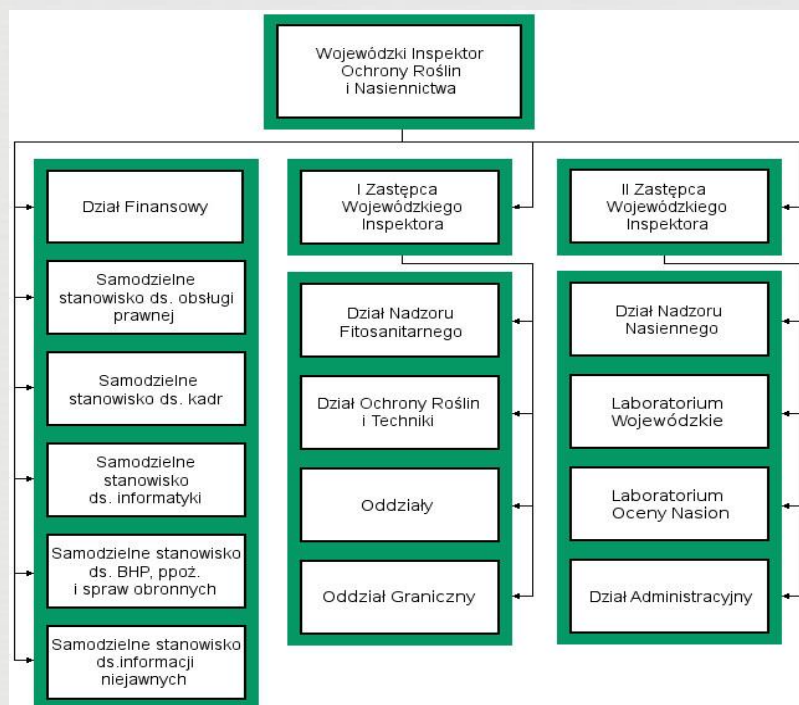 Wojewódzki Inspektor
Ochrony Roślin
i Nasiennictwa
Dział Finansowy
Samodzielne
stanowisko ds. obsługi
prawnej
Samodzielne
stanowisko ds. kadr
Samodzielne
stanowisko
ds. informatyki
Samodzielne stanowisko
ds. BHP, ppoż.
i spraw obronnych
Samodzielne stanowisko
ds.informacji
niejawnych
I Zastępca
Wojewódzkiego
Inspektora
Dział Nadzoru
Fitosanitarnego
Dział Ochrony Roślin
i Techniki
Oddziały
Oddział Graniczny
II Zastępca
Wojewódzkiego
Inspektora
Dział Nadzoru
Nasiennego
Laboratorium
Wojewódzkie
Laboratorium
Oceny Nasion
Dział Administracyjny